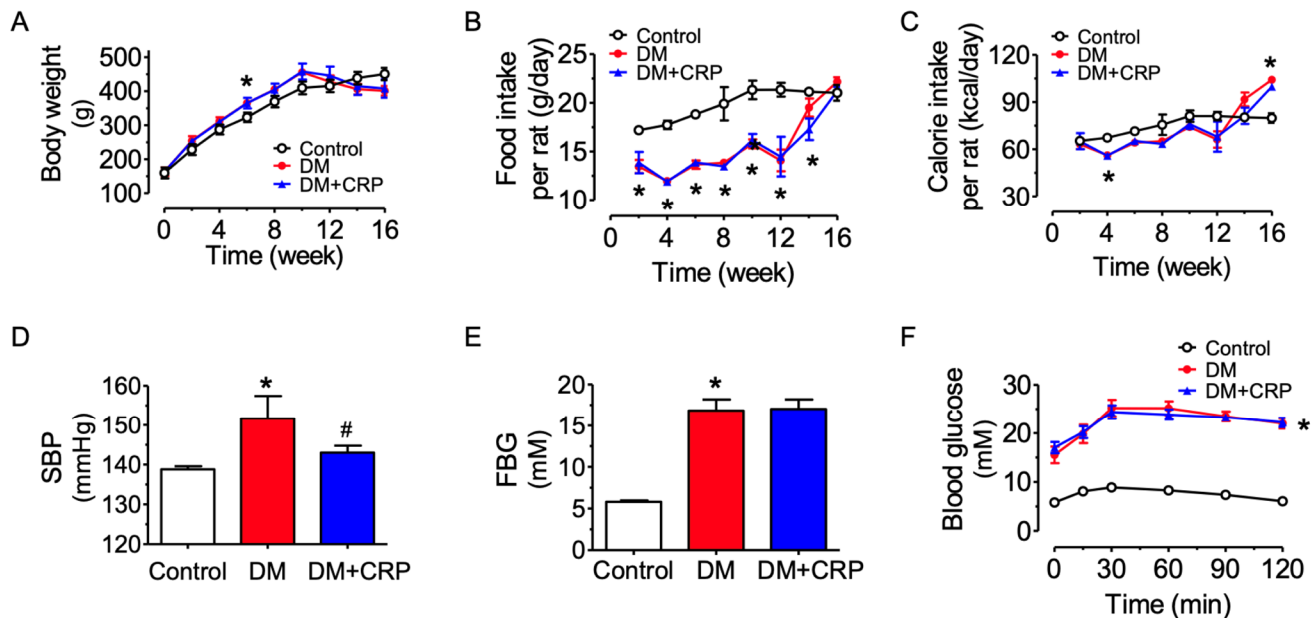 A
Body weight
(g)
500
400
300
200
100
*
Control
DM
DM+CRP
0 4 8 12 16
Time (week)
B
Food intake
per rat (g/day)
Control
DM
DM+CRP
25
20
15
10
* * * * * * *
0 4 8 12 16
Time (week)
C
Calorie intake
per rat (kcal/day)
Control
DM
DM+CRP
120
90
60
30
* *
0 4 8 12 16
Time (week)
D
SBP
(mmHg)
160
150
140
130
120
* #
Control DM DM+CRP
E
FBG
(mM)
20
15
10
5
0
*
Control DM DM+CRP
F
Blood glucose
(mM)
Control
DM
DM+CRP
30
20
10
0
*
0 30 60 90 120
Time (min)